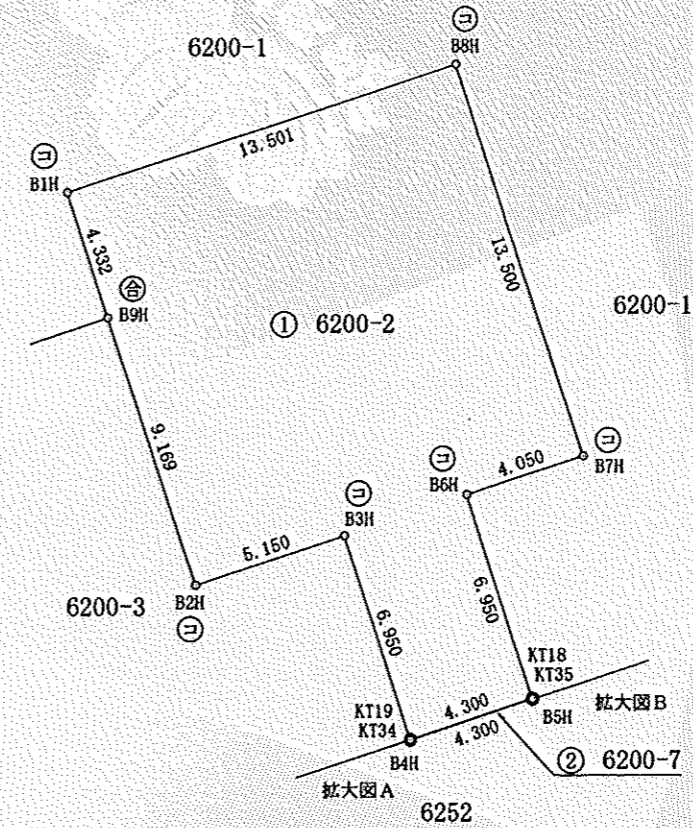 6200-1
㋙
B8H
13.501
㋙
B1H
4.332
13.500
㊒合
B9H
① 6200-2
6200-1
9.169
㋙
B7H
4.050
㋙
B6H
㋙
B3H
5.150
6200-3
B2H
㋙
6.950
6.950
KT18
KT35
KT19
KT34
4.300
4.300
B5H
拡大図B
B4H
② 6200-7
拡大図A
6252